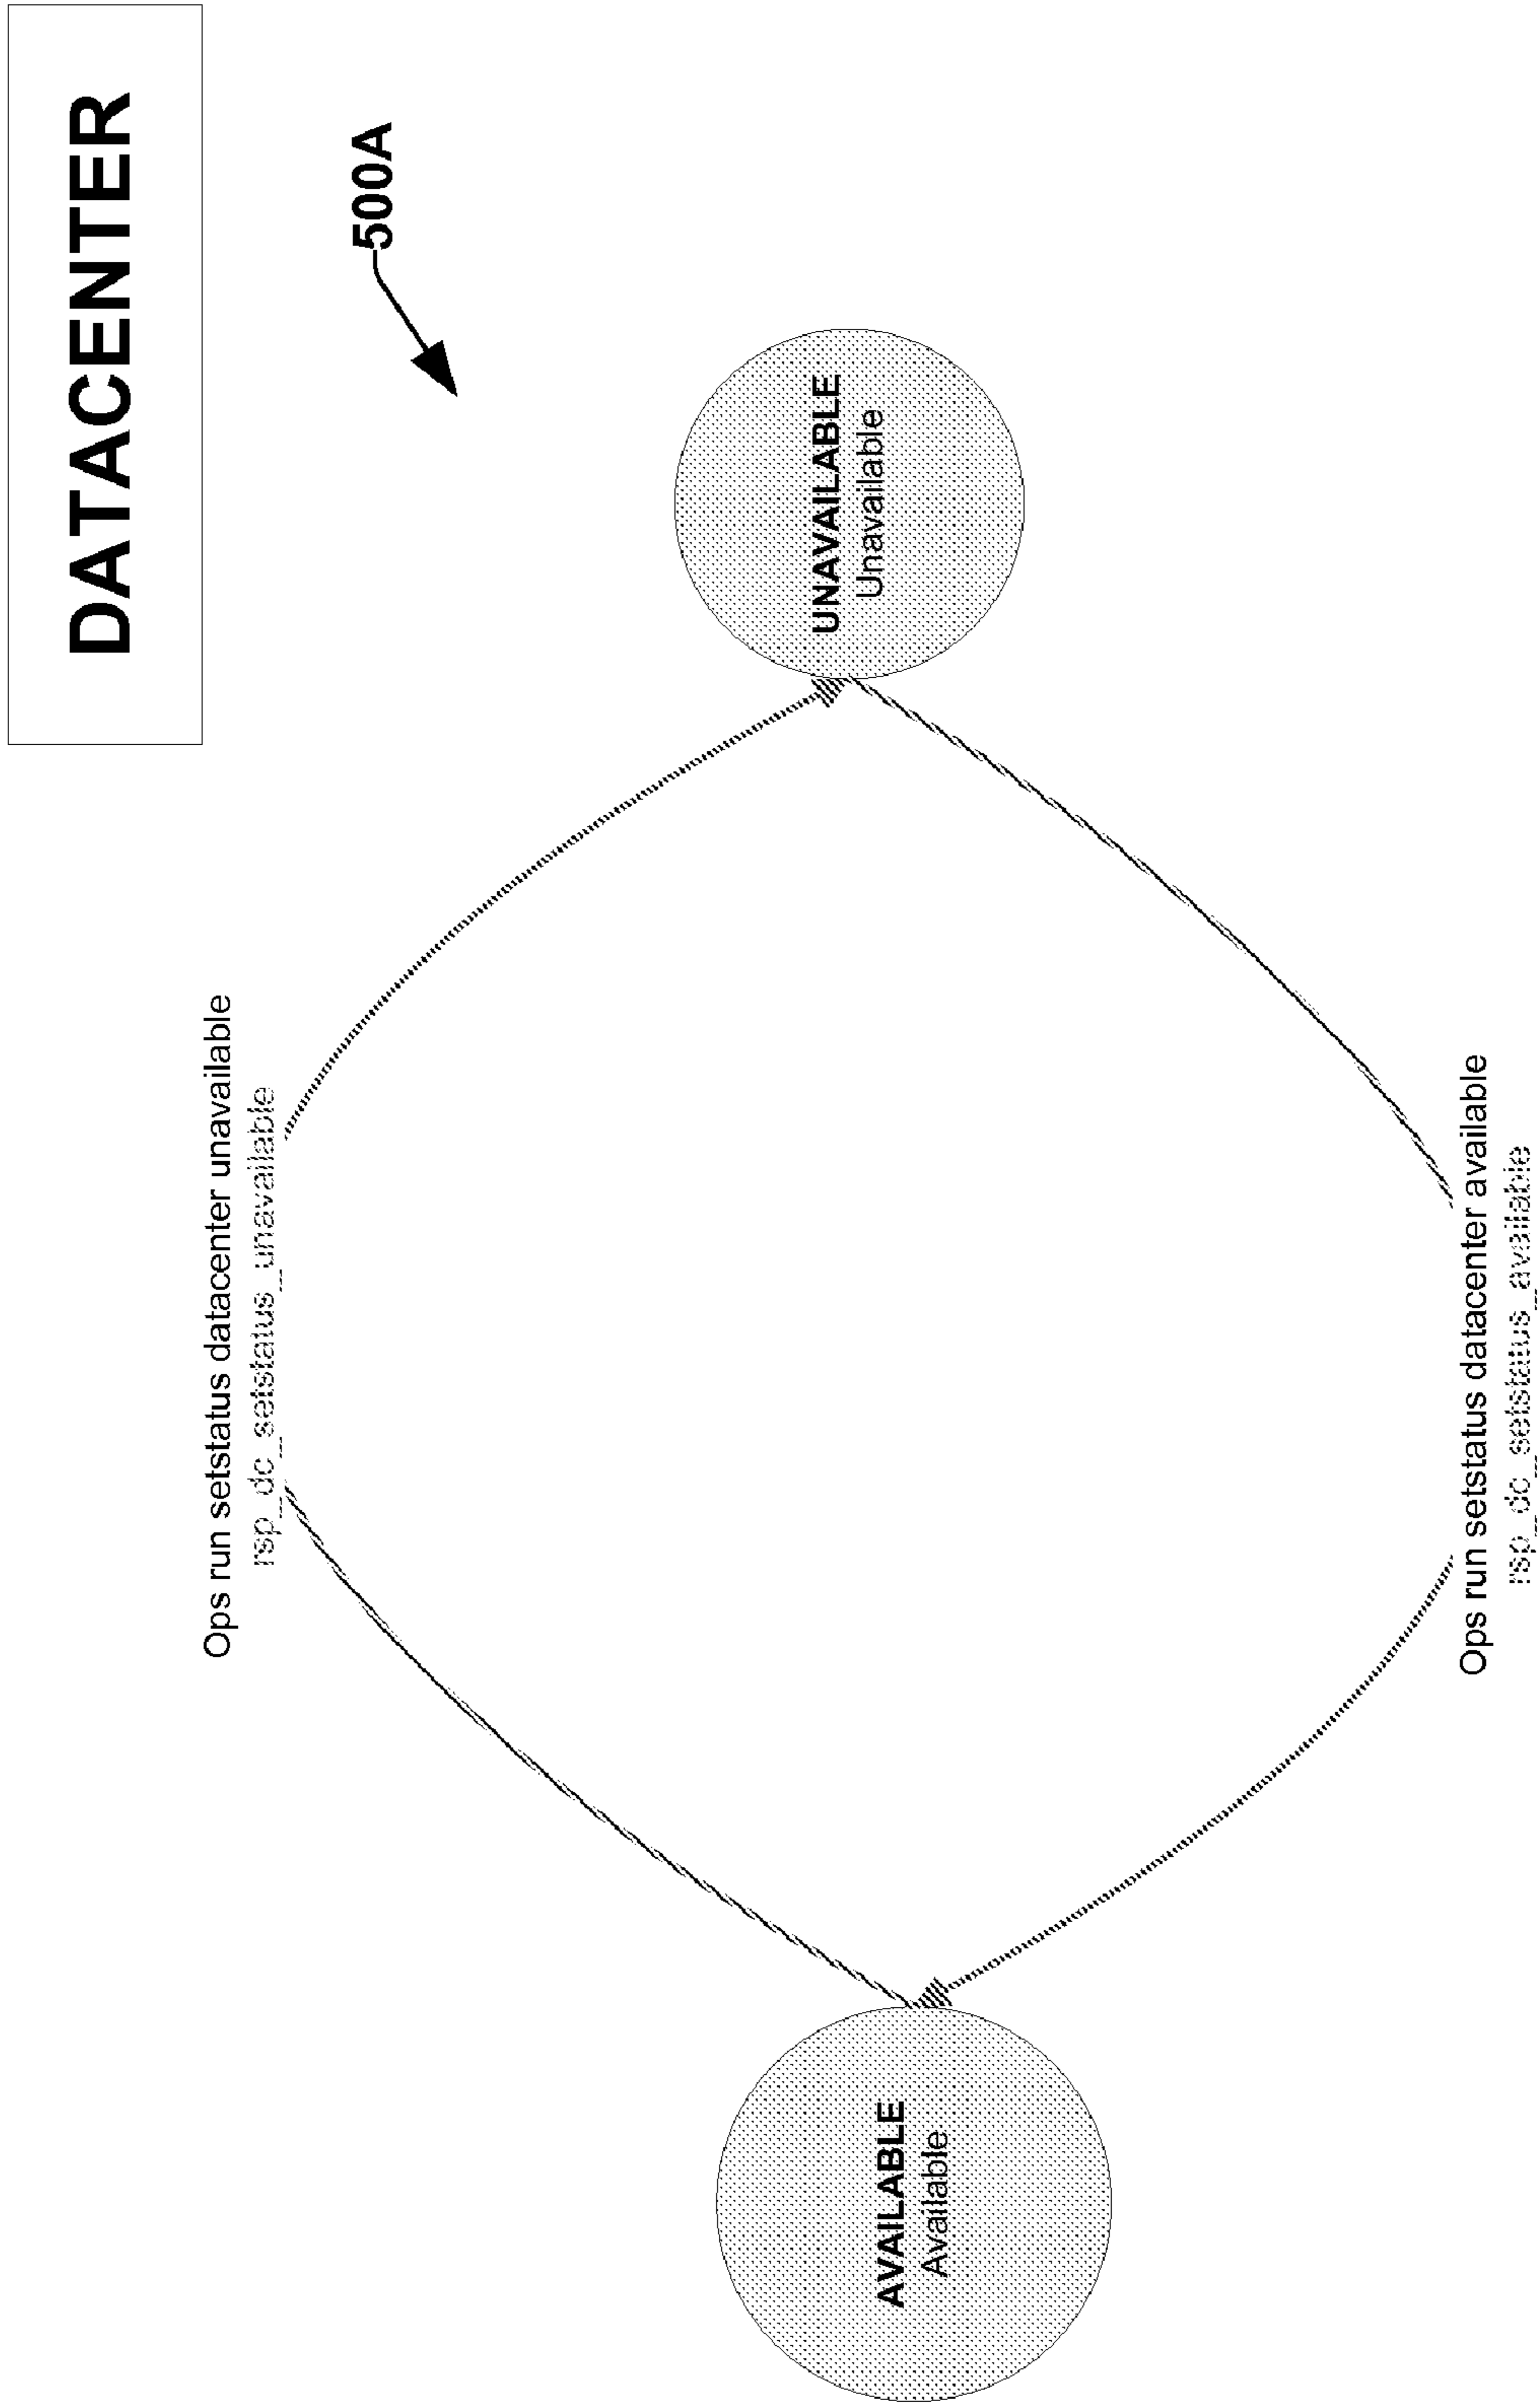 DATACENTER
500A
Ops run setstatus datacenter unavailable
rsp_dc_setstatus_unavailable
UNAVAILABLE
Unavailable
AVAILABLE
Available
Ops run setstatus datacenter available
rsp_dc_setstatus_available